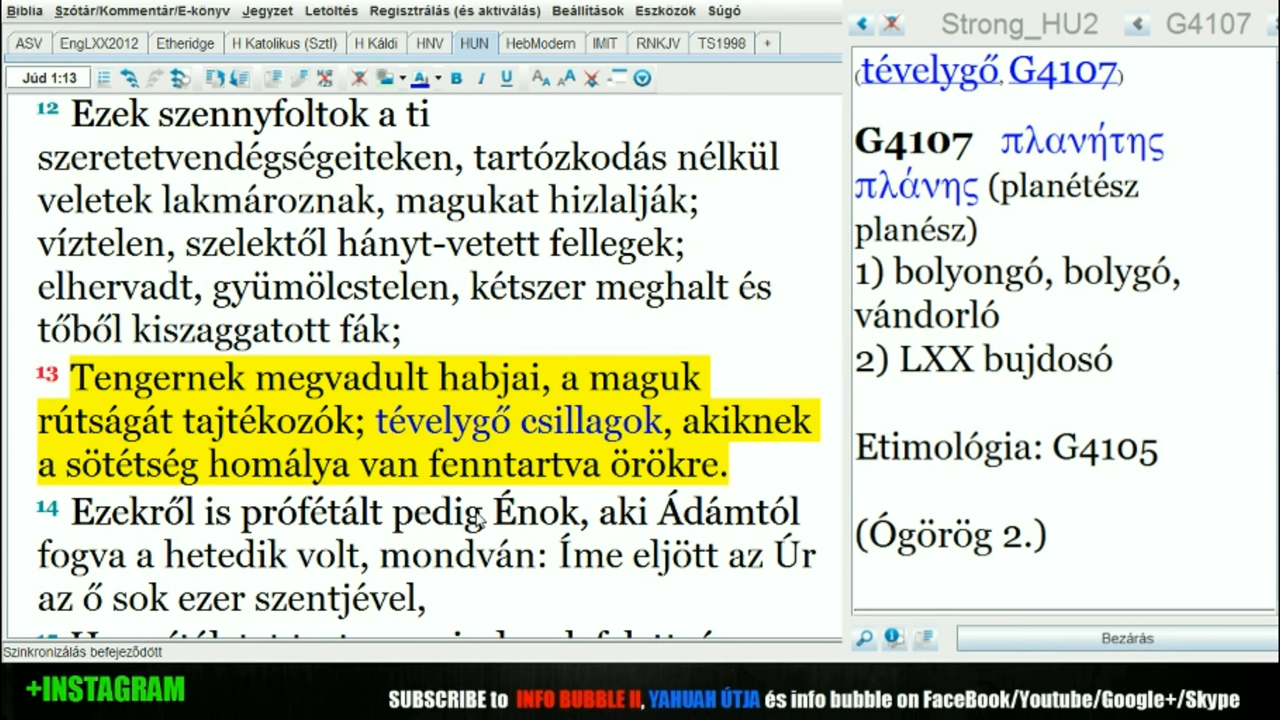 Biblia Szótár/Kommentár/E-könyv Jegyzet Letöltés Regisztrálás (és aktiválás) Beállítások Eszközök Súgó
ASV EngLXX2012 Etheridge H Katolikus (Sztl) H Káldi HNV HUN HebModern IMIT RNKJV TS1998 +
Júd 1:13
12 Ezek szennyfoltok a ti
szeretetvendégségeiteken, tartózkodás nélkül
veletek lakmároznak, magukat hizlalják;
víztelen, szelektől hányt-vetett fellegek;
elhervadt, gyümölcstelen, kétszer meghalt és
tőből kiszaggatott fák;
13 Tengernek megvadult habjai, a maguk
rútságát tajtékozók; tévelygő csillagok, akiknek
a sötétség homálya van fenntartva örökre.
14 Ezekről is prófétált pedig Énok, aki Ádámtól
fogva a hetedik volt, mondván: Íme eljött az Úr
az ő sok ezer szentjével,
Szinkronizálás befejeződött
Strong_HU2 G4107
(tévelygő, G4107)
G4107 πλανήτης
πλάνης (planétész
planész)
1) bolyongó, bolygó,
vándorló
2) LXX bujdosó
Etimológia: G4105
(Ógörög 2.)
Bezárás
+INSTAGRAM
SUBSCRIBE to INFO BUBBLE II, YAHUAH ÚTJA és info bubble on FaceBook/Youtube/Google+/Skype